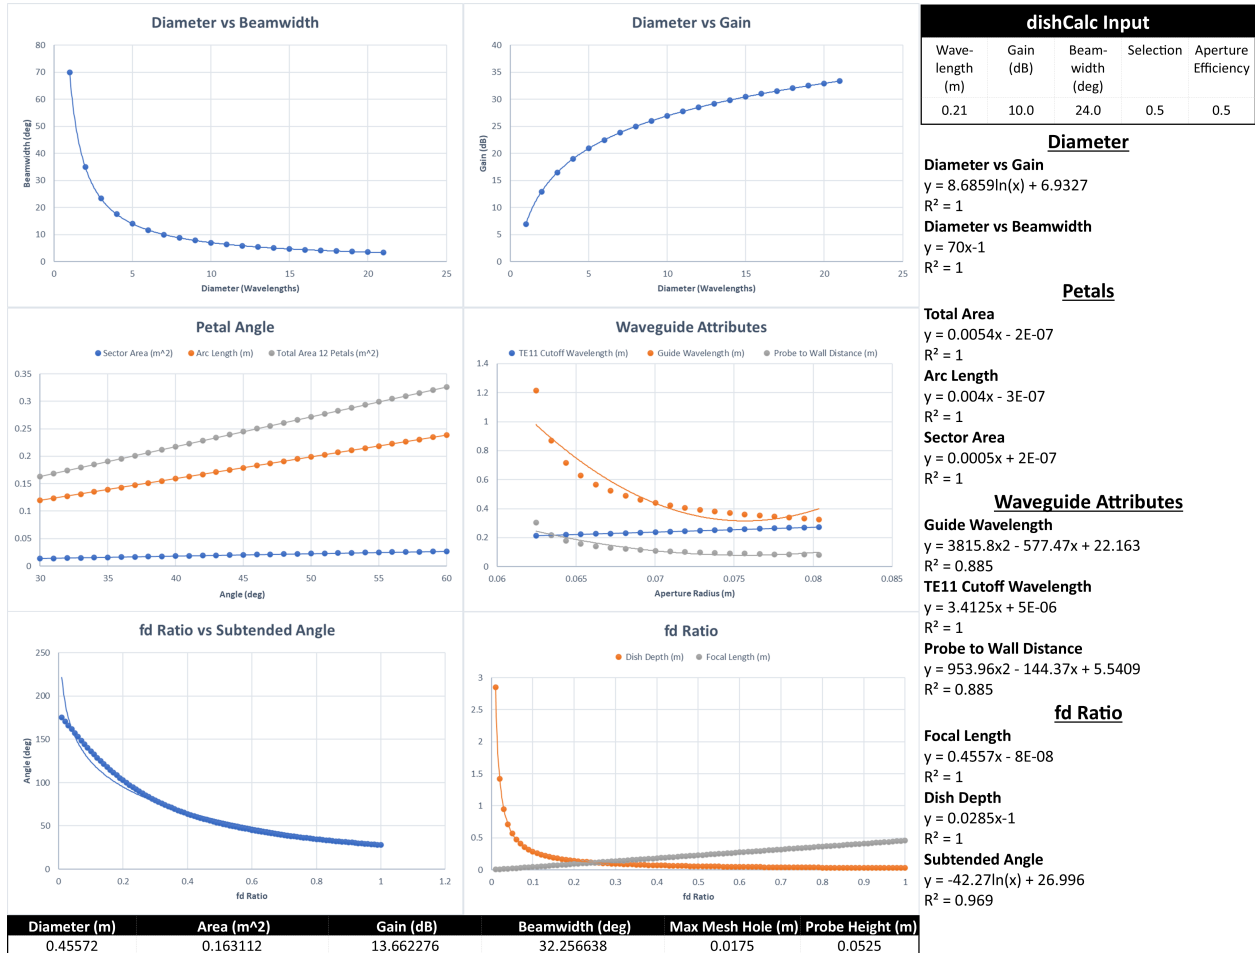 Diameter vs Beamwidth
80
70
60
50
40
30
20
10
0
Beamwidth (deg)
0 5 10 15 20 25
Diameter (Wavelengths)
Diameter vs Gain
40
35
30
25
20
15
10
5
0
Gain (dB)
0 5 10 15 20 25
Diameter (Wavelengths)
Petal Angle
Sector Area (m^2) Arc Length (m) Total Area 12 Petals (m^2)
0.35
0.3
0.25
0.2
0.15
0.1
0.05
0
30 35 40 45 50 55 60
Angle (deg)
Waveguide Attributes
TE11 Cutoff Wavelength (m) Guide Wavelength (m) Probe to Wall Distance (m)
1.4
1.2
1
0.8
0.6
0.4
0.2
0
0.06 0.065 0.07 0.075 0.08 0.085
Aperture Radius (m)
fd Ratio vs Subtended Angle
250
200
150
100
50
0
Angle (deg)
0 0.2 0.4 0.6 0.8 1 1.2
fd Ratio
fd Ratio
Dish Depth (m) Focal Length (m)
3
2.5
2
1.5
1
0.5
0
0 0.1 0.2 0.3 0.4 0.5 0.6 0.7 0.8 0.9 1
fd Ratio
dishCalc Input
Wave- Gain Beam- Selection Aperture
length (dB) width Efficiency
(m) (deg)
0.21 10.0 24.0 0.5 0.5
Diameter
Diameter vs Gain
y = 8.6859ln(x) + 6.9327
R² = 1
Diameter vs Beamwidth
y = 70x-1
R² = 1
Petals
Total Area
y = 0.0054x - 2E-07
R² = 1
Arc Length
y = 0.004x - 3E-07
R² = 1
Sector Area
y = 0.0005x + 2E-07
R² = 1
Waveguide Attributes
Guide Wavelength
y = 3815.8x2 - 577.47x + 22.163
R² = 0.885
TE11 Cutoff Wavelength
y = 3.4125x + 5E-06
R² = 1
Probe to Wall Distance
y = 953.96x2 - 144.37x + 5.5409
R² = 0.885
fd Ratio
Focal Length
y = 0.4557x - 8E-08
R² = 1
Dish Depth
y = 0.0285x-1
R² = 1
Subtended Angle
y = -42.27ln(x) + 26.996
R² = 0.969
Diameter (m) Area (m^2) Gain (dB) Beamwidth (deg) Max Mesh Hole (m) Probe Height (m)
0.45572 0.163112 13.662276 32.256638 0.0175 0.0525